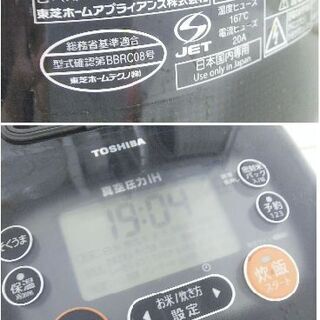 東芝ホームアプライアンス株式会社
総務省基準適合
型式確認第BBRC08号
東芝ホームテクノ(株)
S
JET
温度ヒューズ
167℃
電流ヒューズ
20A
日本国内専用
Use only in Japan
TOSHIBA
真空圧力IH
19:04
保温
予約
123
お米/炊き方
設定
炊飯
スタート